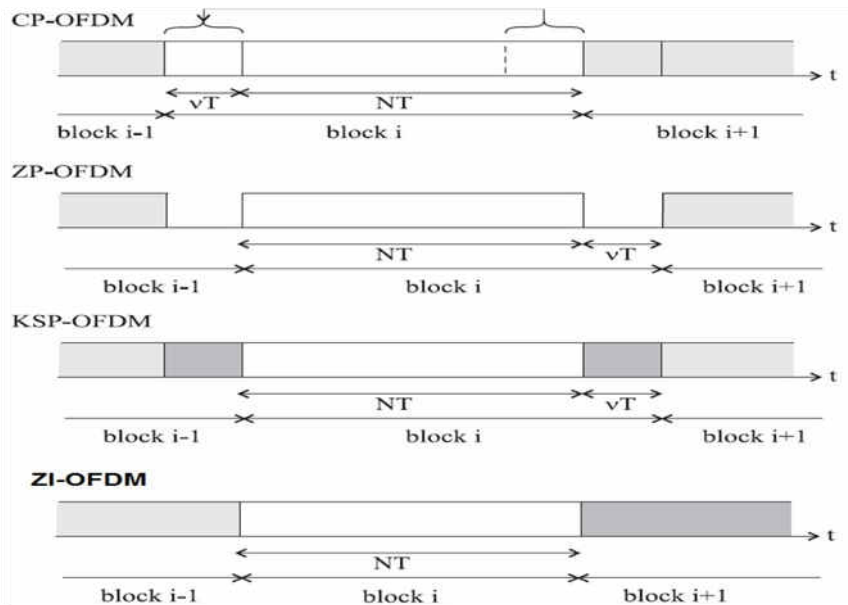 CP-OFDM
t
νT NT
block i-1 block i block i+1
ZP-OFDM
t
NT νT
block i-1 block i block i+1
KSP-OFDM
t
NT νT
block i-1 block i block i+1
ZI-OFDM
t
NT
block i-1 block i block i+1